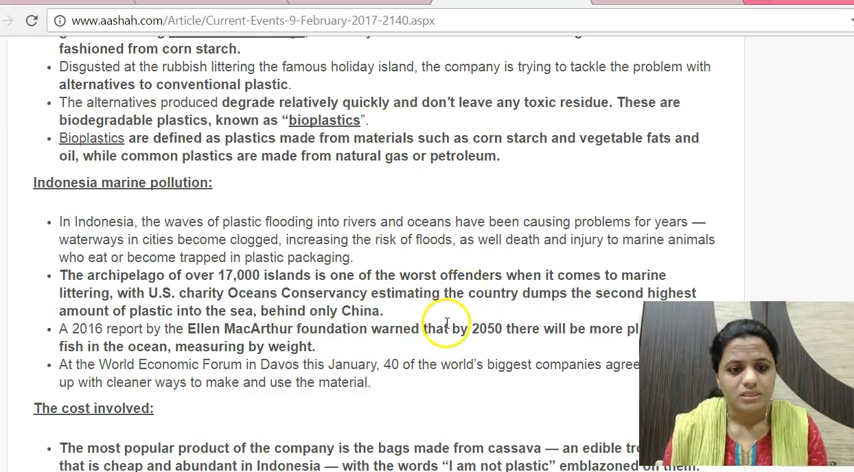 www.aashah.com/Article/Current-Events-9-February-2017-2140.aspx
fashioned from corn starch.
• Disgusted at the rubbish littering the famous holiday island, the company is trying to tackle the problem with
alternatives to conventional plastic.
• The alternatives produced degrade relatively quickly and don't leave any toxic residue. These are
biodegradable plastics, known as “bioplastics”.
• Bioplastics are defined as plastics made from materials such as corn starch and vegetable fats and
oil, while common plastics are made from natural gas or petroleum.
Indonesia marine pollution:
• In Indonesia, the waves of plastic flooding into rivers and oceans have been causing problems for years —
waterways in cities become clogged, increasing the risk of floods, as well death and injury to marine animals
who eat or become trapped in plastic packaging.
• The archipelago of over 17,000 islands is one of the worst offenders when it comes to marine
littering, with U.S. charity Oceans Conservancy estimating the country dumps the second highest
amount of plastic into the sea, behind only China.
• A 2016 report by the Ellen MacArthur foundation warned that by 2050 there will be more
fish in the ocean, measuring by weight.
• At the World Economic Forum in Davos this January, 40 of the world's biggest companies
up with cleaner ways to make and use the material.
The cost involved:
• The most popular product of the company is the bags made from cassava — an edible
that is cheap and abundant in Indonesia — with the words “I am not plastic” emblazoned on them.